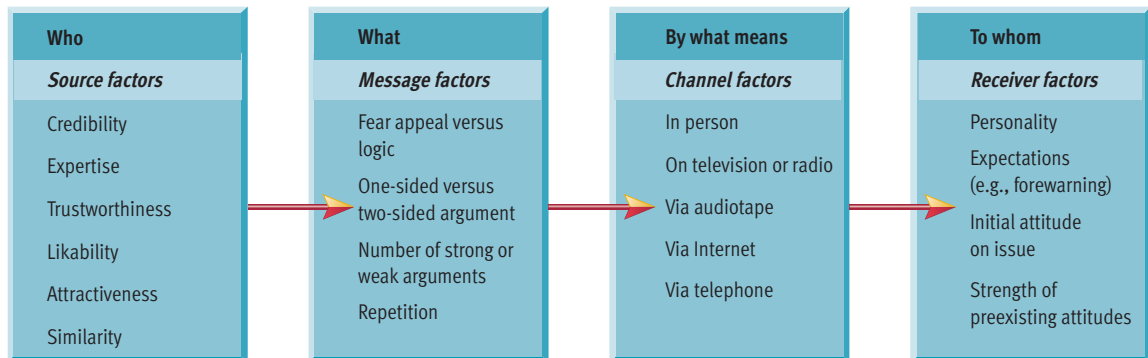 Who
Source factors
Credibility
Expertise
Trustworthiness
Likability
Attractiveness
Similarity
What
Message factors
Fear appeal versus
logic
One-sided versus
two-sided argument
Number of strong or
weak arguments
Repetition
By what means
Channel factors
In person
On television or radio
Via audiotape
Via Internet
Via telephone
To whom
Receiver factors
Personality
Expectations
(e.g., forewarning)
Initial attitude
on issue
Strength of
preexisting attitudes